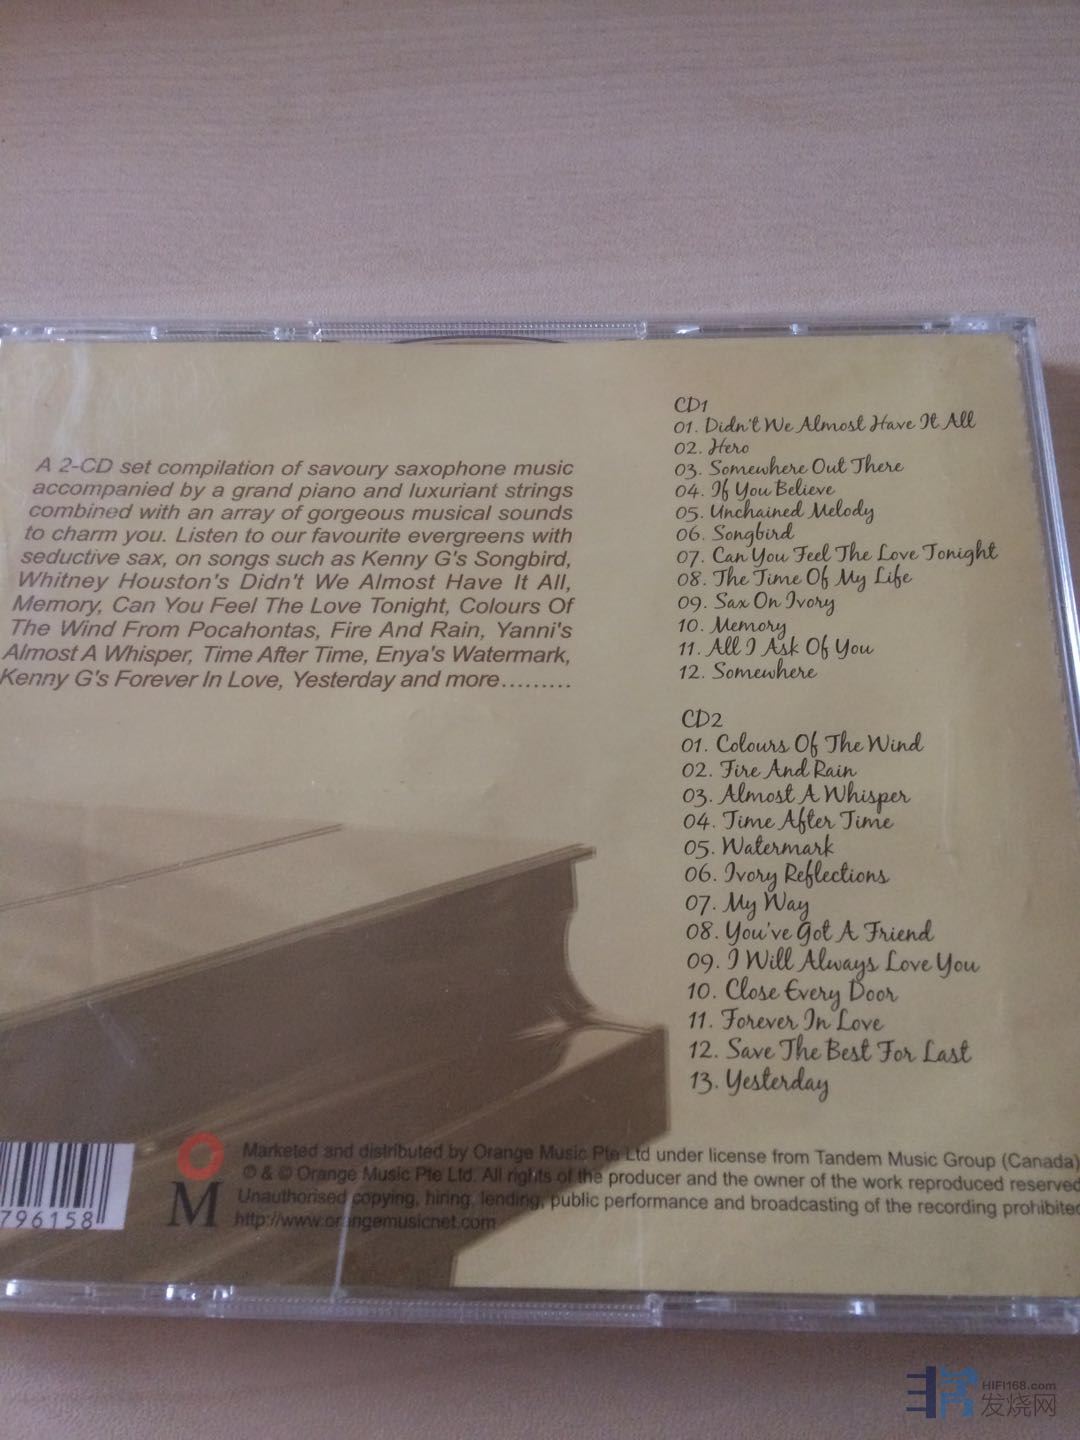 A 2-CD set compilation of savoury saxophone music
accompanied by a grand piano and luxuriant strings
combined with an array of gorgeous musical sounds
to charm you. Listen to our favourite evergreens with
seductive sax, on songs such as Kenny G's Songbird,
Whitney Houston's Didn't We Almost Have It All,
Memory, Can You Feel The Love Tonight, Colours Of
The Wind From Pocahontas, Fire And Rain, Yanni's
Almost A Whisper, Time After Time, Enya's Watermark,
Kenny G's Forever In Love, Yesterday and more.........
CD1
01. Didn't We Almost Have It All
02. Hero
03. Somewhere Out There
04. If You Believe
05. Unchained Melody
06. Songbird
07. Can You Feel The Love Tonight
08. The Time Of My Life
09. Sax On Ivory
10. Memory
11. All I Ask Of You
12. Somewhere
CD2
01. Colours Of The Wind
02. Fire And Rain
03. Almost A Whisper
04. Time After Time
05. Watermark
06. Ivory Reflections
07. My Way
08. You've Got A Friend
09. I Will Always Love You
10. Close Every Door
11. Forever In Love
12. Save The Best For Last
13. Yesterday
796158
M
Marketed and distributed by Orange Music Pte Ltd under license from Tandem Music Group (Canada)
℗ & © Orange Music Pte Ltd. All rights of the producer and the owner of the work reproduced reserved
Unauthorised copying, hiring, lending, public performance and broadcasting of the recording prohibited
http://www.orangemusicnet.com
HIFI168.com
发烧网